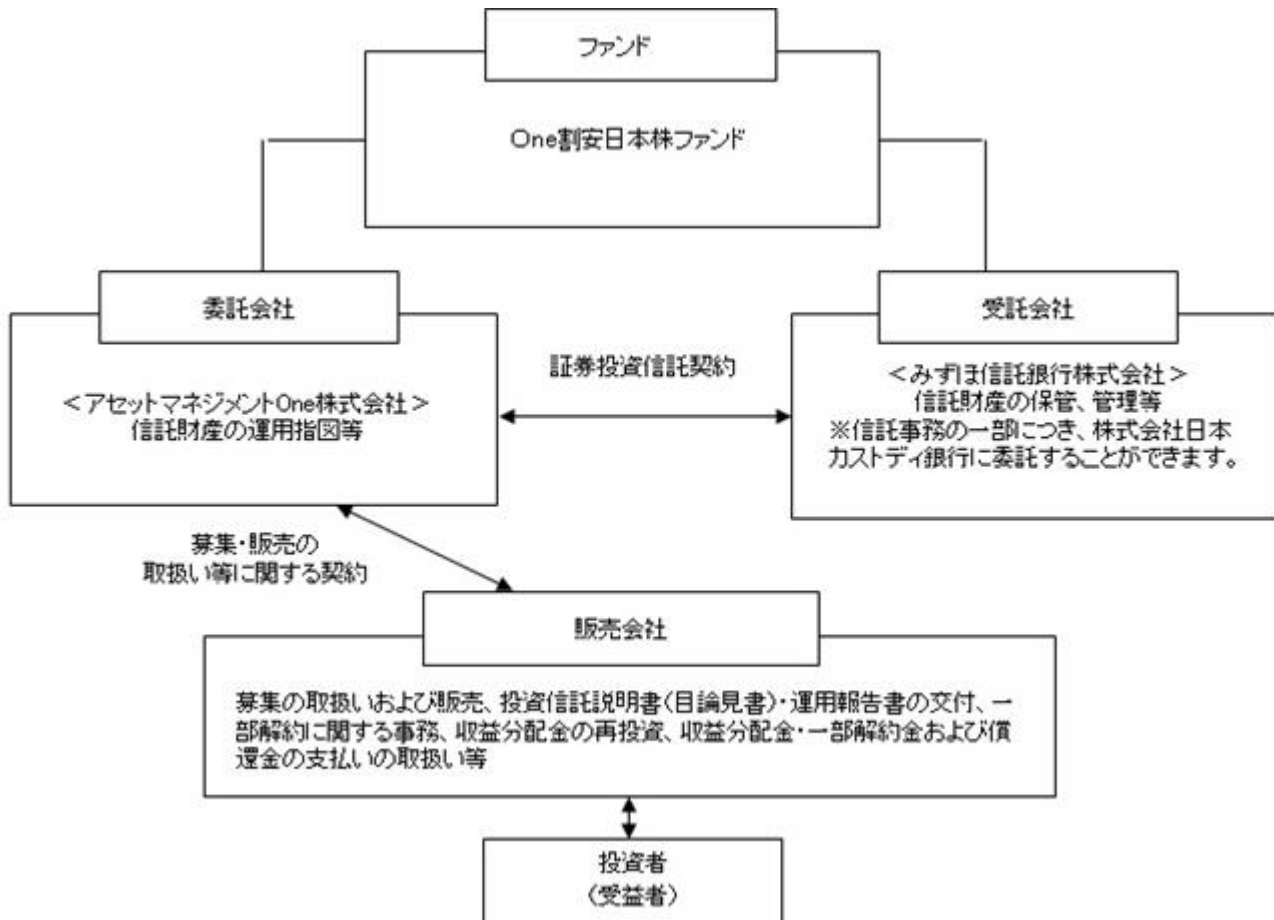 ファンド
One割安日本株ファンド
委託会社
受託会社
証券投資信託契約
＜アセットマネジメントOne株式会社＞
信託財産の運用指図等
＜みずほ信託銀行株式会社＞
信託財産の保管、管理等
※信託事務の一部につき、株式会社日本
カストディ銀行に委託することができます。
募集・販売の
取扱い等に関する契約
販売会社
募集の取扱いおよび販売、投資信託説明書(目論見書)・運用報告書の交付、一
部解約に関する事務、収益分配金の再投資、収益分配金・一部解約金および償
還金の支払いの取扱い等
投資者
（受益者）